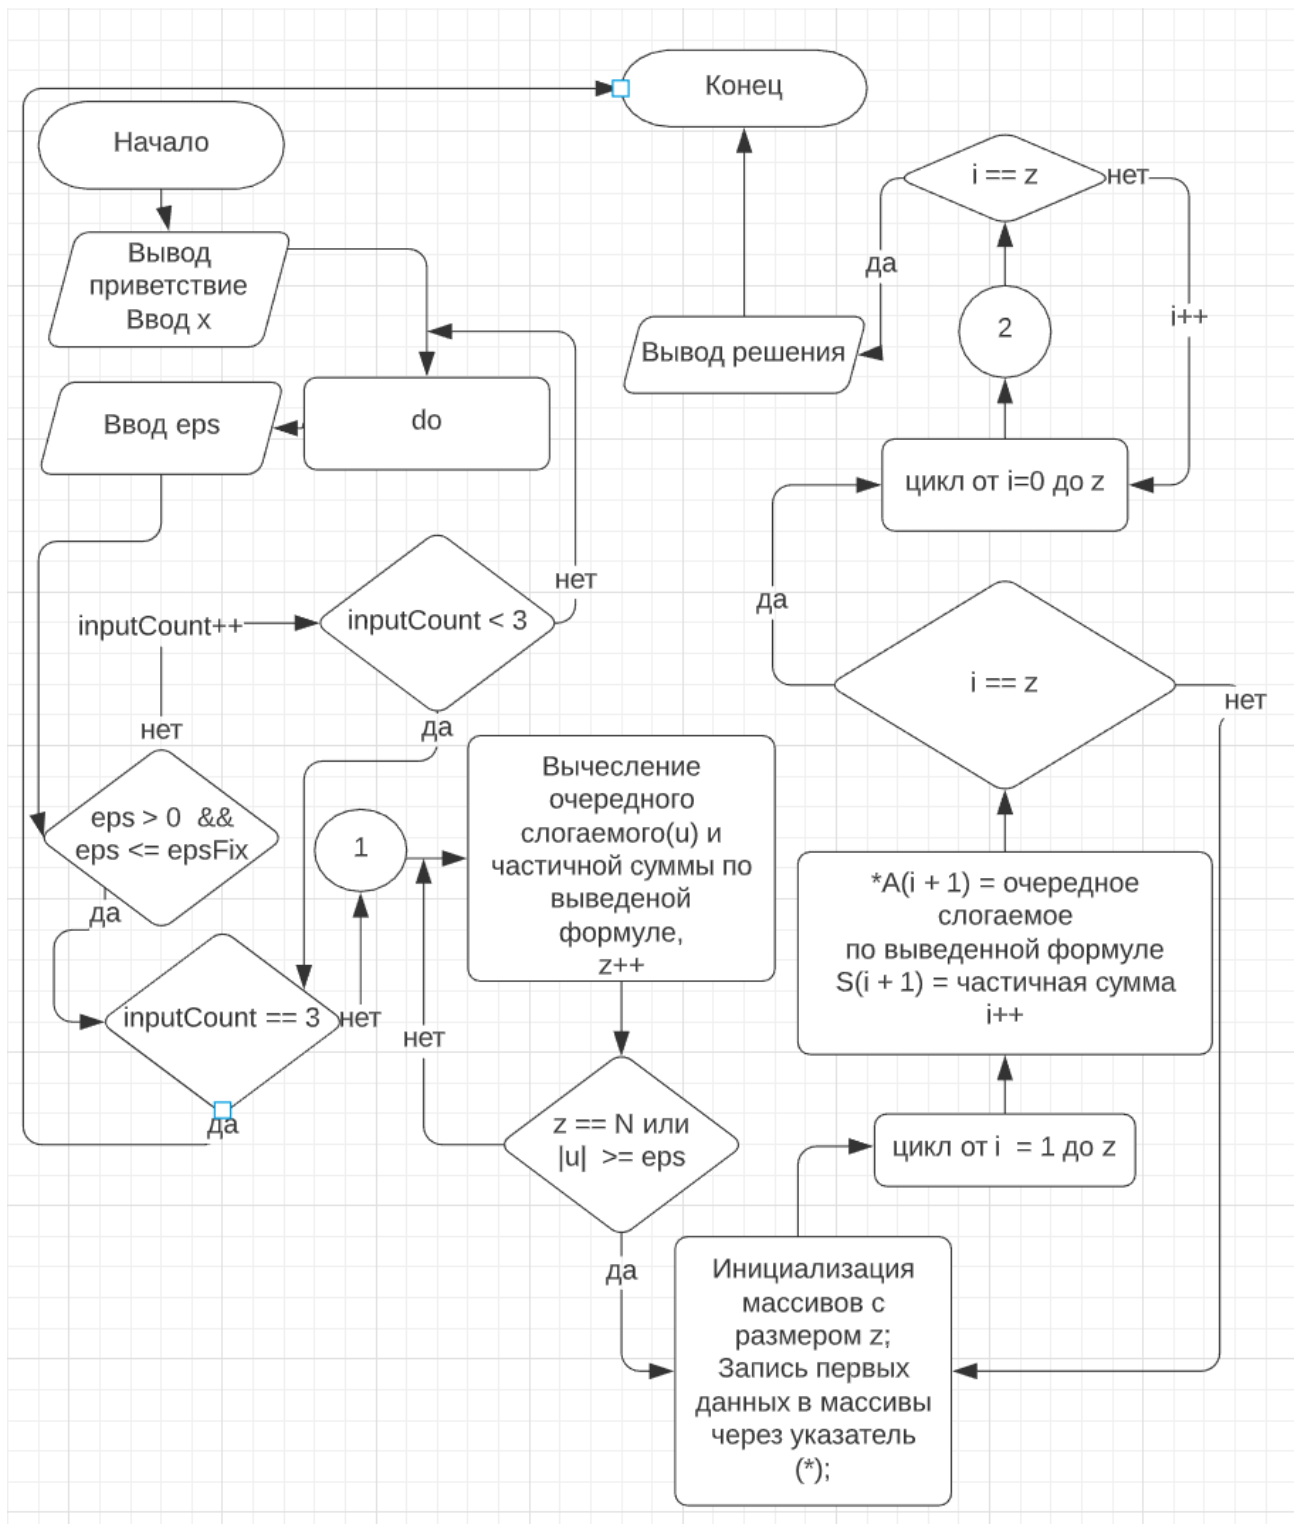 Конец
Начало
i == z
нет
Вывод
приветствие
Ввод x
да
2
i++
Вывод решения
Ввод eps
do
цикл от i=0 до z
нет
да
inputCount++
inputCount < 3
i == z
нет
нет
да
Вычесление
очередного
слогаемого(u) и
частичной суммы по
выведеной
формуле,
z++
eps > 0 &&
eps <= epsFix
1
да
*A(i + 1) = очередное
слогаемое
по выведенной формуле
S(i + 1) = частичная сумма
i++
inputCount == 3
нет
нет
да
z == N или
|u| >= eps
цикл от i = 1 до z
да
Инициализация
массивов с
размером z;
Запись первых
данных в массивы
через указатель
(*);